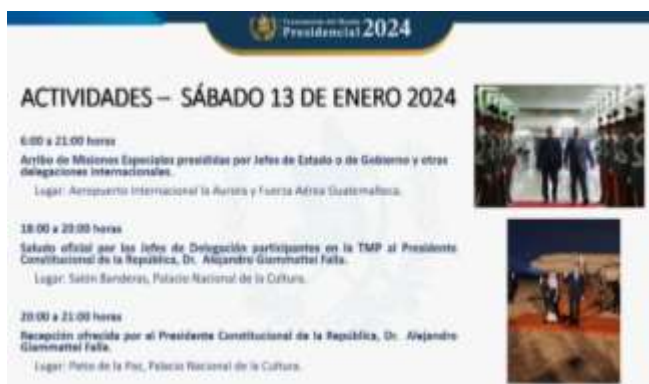 Transmisión del Mando
Presidencial 2024
ACTIVIDADES – SÁBADO 13 DE ENERO 2024
6:00 a 21:00 horas
Arribo de Misiones Especiales presididas por Jefes de Estado o de Gobierno y otras
delegaciones internacionales.
Lugar: Aeropuerto Internacional la Aurora y Fuerza Aérea Guatemalteca.
18:00 a 20:00 horas
Saludo oficial por los Jefes de Delegación participantes en la TMP al Presidente
Constitucional de la República, Dr. Alejandro Giammattei Falla.
Lugar: Salón Banderas, Palacio Nacional de la Cultura.
20:00 a 21:00 horas
Recepción ofrecida por el Presidente Constitucional de la República, Dr. Alejandro
Giammattei Falla.
Lugar: Patio de la Paz, Palacio Nacional de la Cultura.